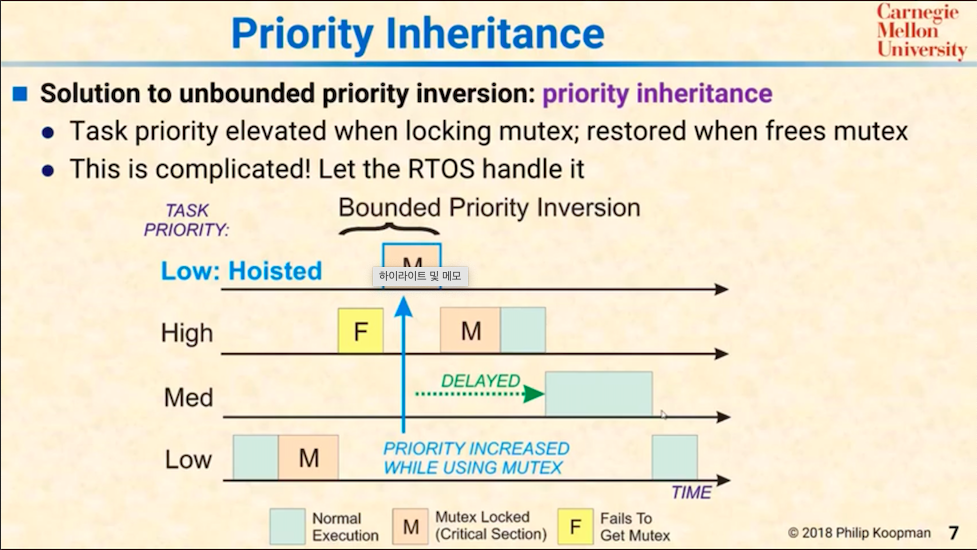 Priority Inheritance
Carnegie
Mellon
University
Solution to unbounded priority inversion: priority inheritance
Task priority elevated when locking mutex; restored when frees mutex
This is complicated! Let the RTOS handle it
TASK
PRIORITY:
Bounded Priority Inversion
Low: Hoisted
M
하이라이트 및 메모
High
F
M
Med
DELAYED
Low
M
PRIORITY INCREASED
WHILE USING MUTEX
TIME
Normal
Execution
M
Mutex Locked
(Critical Section)
F
Fails To
Get Mutex
© 2018 Philip Koopman
7